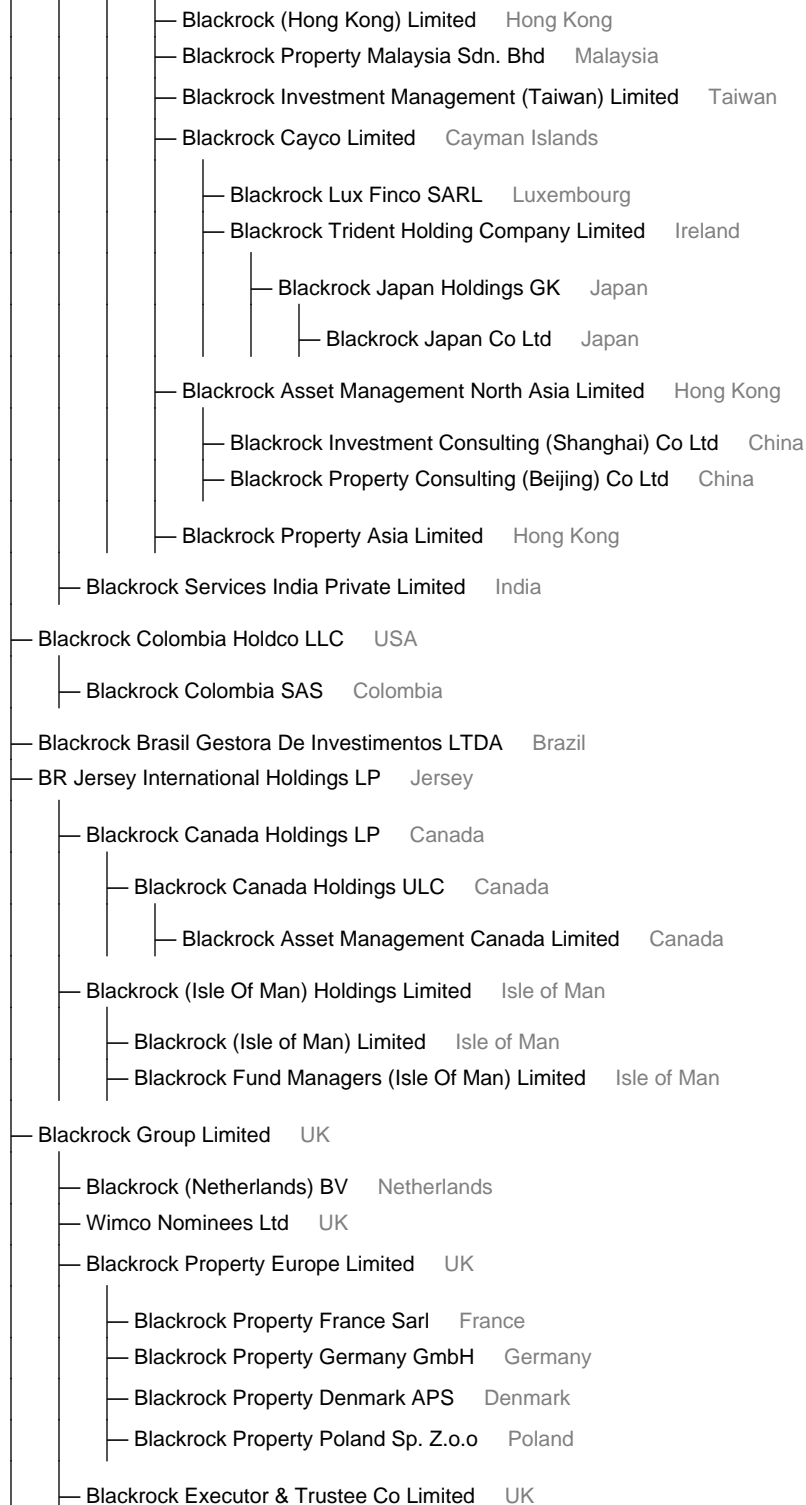 Blackrock (Hong Kong) Limited Hong Kong
Blackrock Property Malaysia Sdn. Bhd Malaysia
Blackrock Investment Management (Taiwan) Limited Taiwan
Blackrock Cayco Limited Cayman Islands
Blackrock Lux Finco SARL Luxembourg
Blackrock Trident Holding Company Limited Ireland
Blackrock Japan Holdings GK Japan
Blackrock Japan Co Ltd Japan
Blackrock Asset Management North Asia Limited Hong Kong
Blackrock Investment Consulting (Shanghai) Co Ltd China
Blackrock Property Consulting (Beijing) Co Ltd China
Blackrock Property Asia Limited Hong Kong
Blackrock Services India Private Limited India
Blackrock Colombia Holdco LLC USA
Blackrock Colombia SAS Colombia
Blackrock Brasil Gestora De Investimentos LTDA Brazil
BR Jersey International Holdings LP Jersey
Blackrock Canada Holdings LP Canada
Blackrock Canada Holdings ULC Canada
Blackrock Asset Management Canada Limited Canada
Blackrock (Isle Of Man) Holdings Limited Isle of Man
Blackrock (Isle of Man) Limited Isle of Man
Blackrock Fund Managers (Isle Of Man) Limited Isle of Man
Blackrock Group Limited UK
Blackrock (Netherlands) BV Netherlands
Wimco Nominees Ltd UK
Blackrock Property Europe Limited UK
Blackrock Property France Sarl France
Blackrock Property Germany GmbH Germany
Blackrock Property Denmark APS Denmark
Blackrock Property Poland Sp. Z.o.o Poland
Blackrock Executor & Trustee Co Limited UK